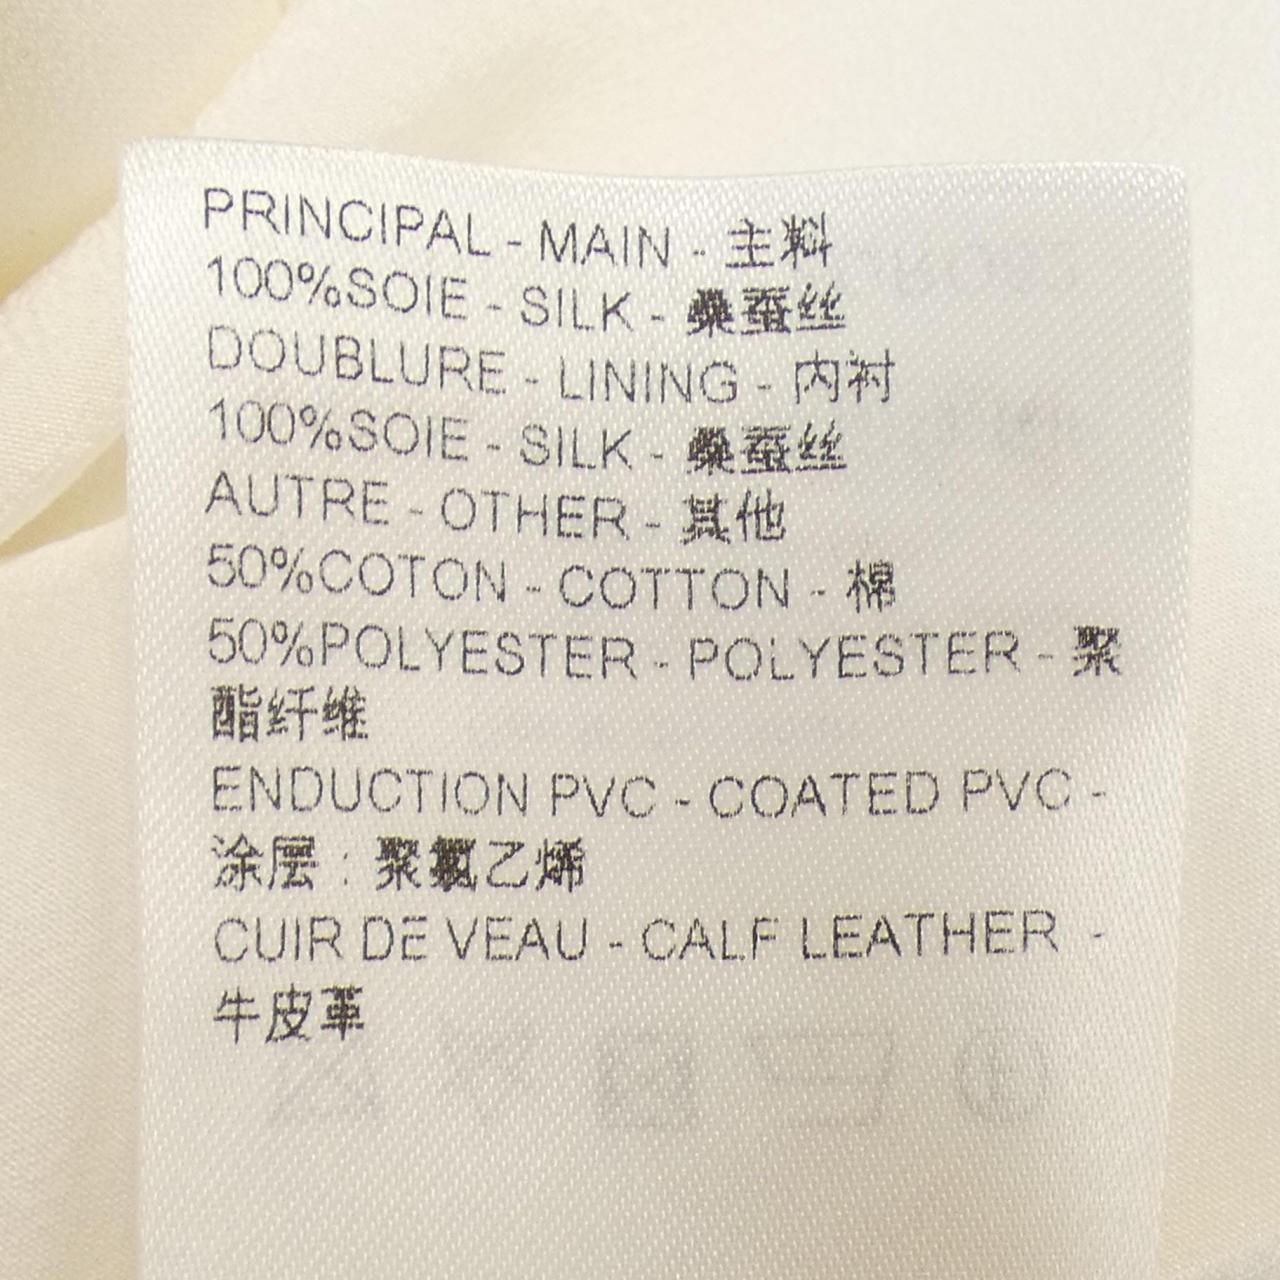 PRINCIPAL - MAIN - 主料
100%SOIE - SILK - 桑蚕丝
DOUBLURE - LINING - 内衬
100%SOIE - SILK - 桑蚕丝
AUTRE - OTHER - 其他
50%COTON - COTTON - 棉
50%POLYESTER - POLYESTER - 聚
酯纤维
ENDUCTION PVC - COATED PVC -
涂层 : 聚氯乙烯
CUIR DE VEAU - CALF LEATHER -
牛皮革